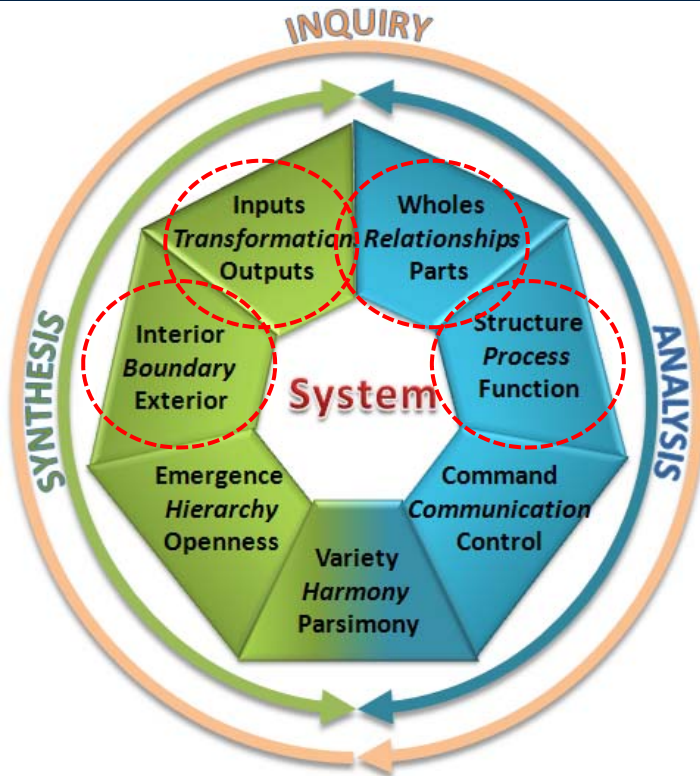 INQUIRY
Inputs
Transformation
Outputs
Wholes
Relationships
Parts
Interior
Boundary
Exterior
Structure
Process
Function
SYNTHESIS
System
ANALYSIS
Emergence
Hierarchy
Openness
Command
Communication
Control
Variety
Harmony
Parsimony